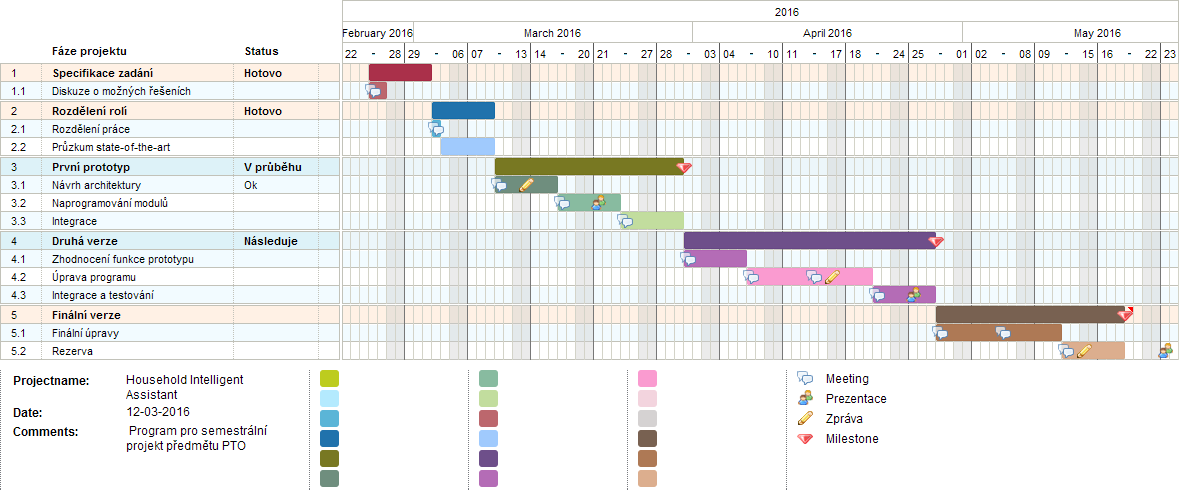 2016
February 2016 March 2016 April 2016 May 2016
Fáze projektu Status 22 - 28 29 - 06 07 - 13 14 - 20 21 - 27 28 - 03 04 - 10 11 - 17 18 - 24 25 - 01 02 - 08 09 - 15 16 - 22 23
1 Specifikace zadání Hotovo
1.1 Diskuze o možných řešeních
2 Rozdělení rolí Hotovo
2.1 Rozdělení práce
2.2 Průzkum state-of-the-art
3 První prototyp V průběhu
3.1 Návrh architektury Ok
3.2 Naprogramování modulů
3.3 Integrace
4 Druhá verze Následuje
4.1 Zhodnocení funkce prototypu
4.2 Úprava programu
4.3 Integrace a testování
5 Finální verze
5.1 Finální úpravy
5.2 Rezerva
Projectname: Household Intelligent
Assistant
Date: 12-03-2016
Comments: Program pro semestrální
projekt předmětu PTO
Meeting
Prezentace
Zpráva
Milestone